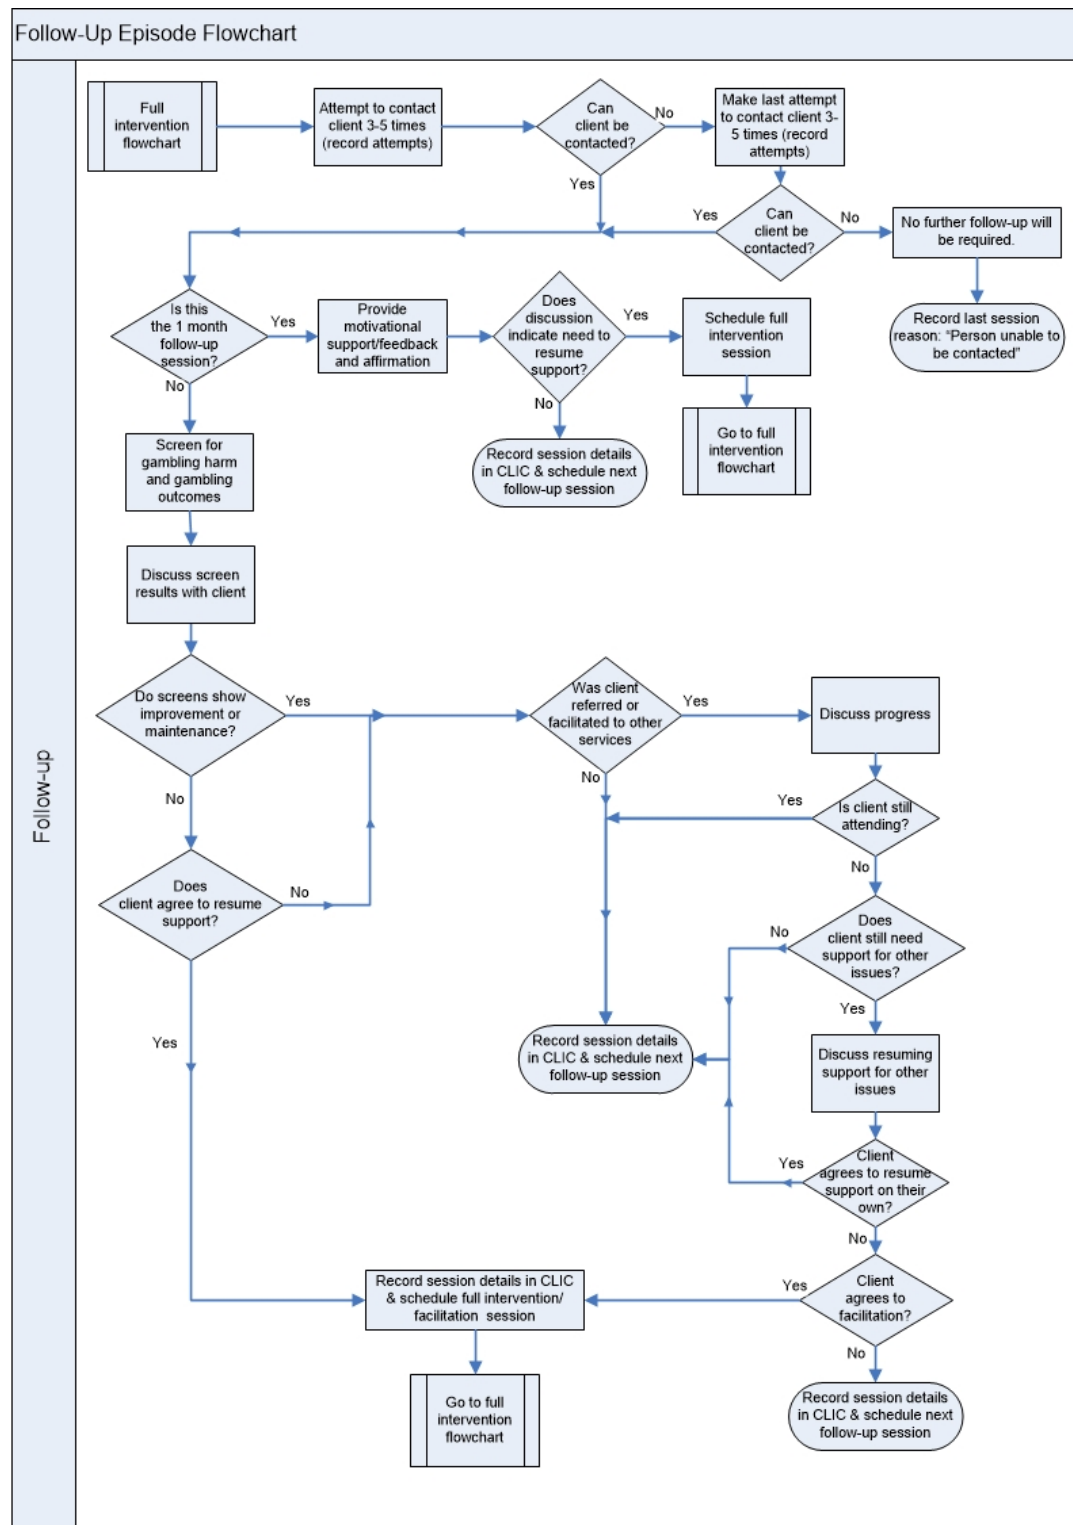 Follow-Up Episode Flowchart
Follow-up
Full
intervention
flowchart
Attempt to contact
client 3-5 times
(record attempts)
Can
client be
contacted?
No
Make last attempt
to contact client 3-
5 times (record
attempts)
Yes
Yes
Can
client be
contacted?
No
No further follow-up will
be required.
Record last session
reason: “Person unable to
be contacted”
Is this
the 1 month
follow-up
session?
Yes
Provide
motivational
support/feedback
and affirmation
Does
discussion
indicate need to
resume
support?
Yes
Schedule full
intervention
session
No
No
Record session details
in CLIC & schedule next
follow-up session
Go to full
intervention
flowchart
Screen for
gambling harm
and gambling
outcomes
Discuss screen
results with client
Do screens show
improvement or
maintenance?
Yes
Was client
referred or
facilitated to other
services
Yes
Discuss progress
No
No
Yes
Is client still
attending?
No
Does
client agree to resume
support?
No
Does
client still need
support for other
issues?
No
Yes
Yes
Record session details
in CLIC & schedule next
follow-up session
Discuss resuming
support for other
issues
Client
agrees to resume
support on their
own?
Yes
No
Record session details in CLIC
& schedule full intervention/
facilitation session
Yes
Client
agrees to
facilitation?
No
Go to full
intervention
flowchart
Record session details
in CLIC & schedule next
follow-up session